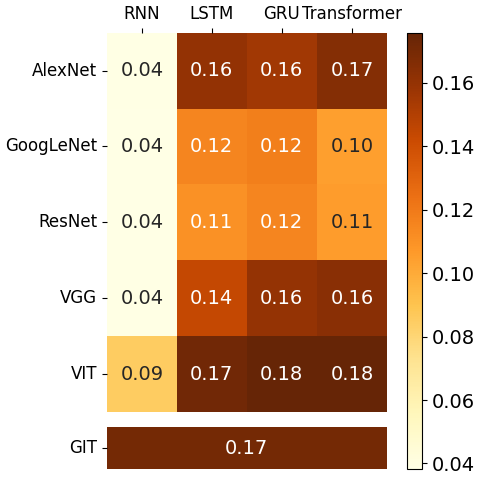 RNN LSTM GRU Transformer
AlexNet 0.04 0.16 0.16 0.17
GoogLeNet 0.04 0.12 0.12 0.10
ResNet 0.04 0.11 0.12 0.11
VGG 0.04 0.14 0.16 0.16
VIT 0.09 0.17 0.18 0.18
GIT 0.17
0.16
0.14
0.12
0.10
0.08
0.06
0.04